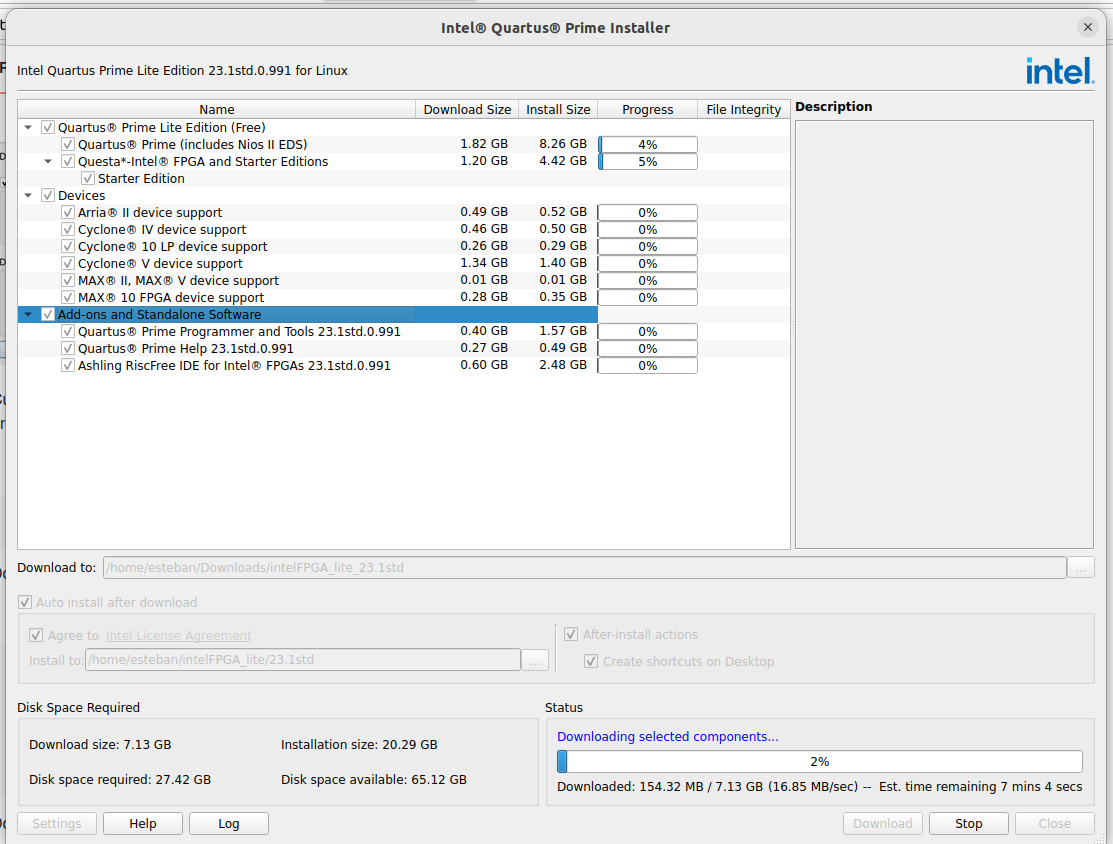 Intel® Quartus® Prime Installer
Intel Quartus Prime Lite Edition 23.1std.0.991 for Linux
intel.
Name Download Size Install Size Progress File Integrity Description
Quartus® Prime Lite Edition (Free)
Quartus® Prime (includes Nios II EDS) 1.82 GB 8.26 GB 4%
Questa*-Intel® FPGA and Starter Editions 1.20 GB 4.42 GB 5%
Starter Edition
Devices
Arria® II device support 0.49 GB 0.52 GB 0%
Cyclone® IV device support 0.46 GB 0.50 GB 0%
Cyclone® 10 LP device support 0.26 GB 0.29 GB 0%
Cyclone® V device support 1.34 GB 1.40 GB 0%
MAX® II, MAX® V device support 0.01 GB 0.01 GB 0%
MAX® 10 FPGA device support 0.28 GB 0.35 GB 0%
Add-ons and Standalone Software
Quartus® Prime Programmer and Tools 23.1std.0.991 0.40 GB 1.57 GB 0%
Quartus® Prime Help 23.1std.0.991 0.27 GB 0.49 GB 0%
Ashling RiscFree IDE for Intel® FPGAs 23.1std.0.991 0.60 GB 2.48 GB 0%
Download to: /home/esteban/Downloads/intelFPGA_lite_23.1std ...
Auto install after download
Agree to Intel License Agreement
Install to: /home/esteban/intelFPGA_lite/23.1std ...
After-install actions
Create shortcuts on Desktop
Disk Space Required
Download size: 7.13 GB Installation size: 20.29 GB
Disk space required: 27.42 GB Disk space available: 65.12 GB
Status
Downloading selected components...
2%
Downloaded: 154.32 MB / 7.13 GB (16.85 MB/sec) -- Est. time remaining 7 mins 4 secs
Settings Help Log Download Stop Close